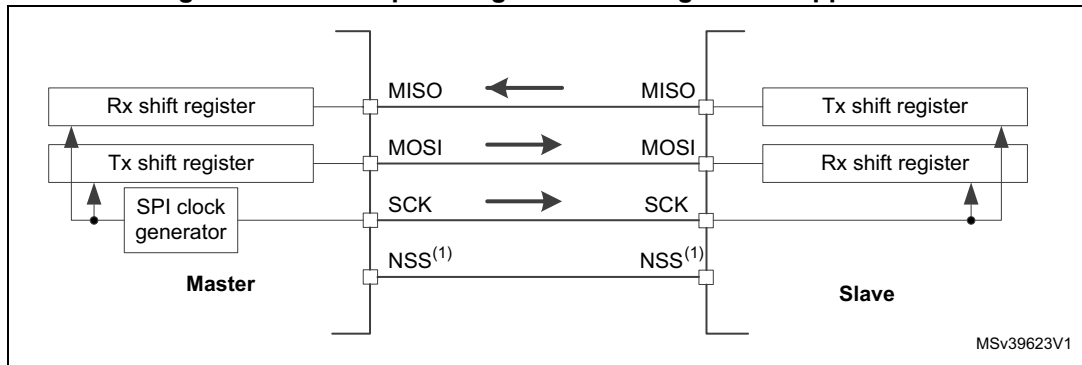 MISO MISO
Rx shift register Tx shift register
MOSI MOSI
Tx shift register Rx shift register
SPI clock
generator
SCK SCK
NSS(1) NSS(1)
Master Slave
MSv39623V1